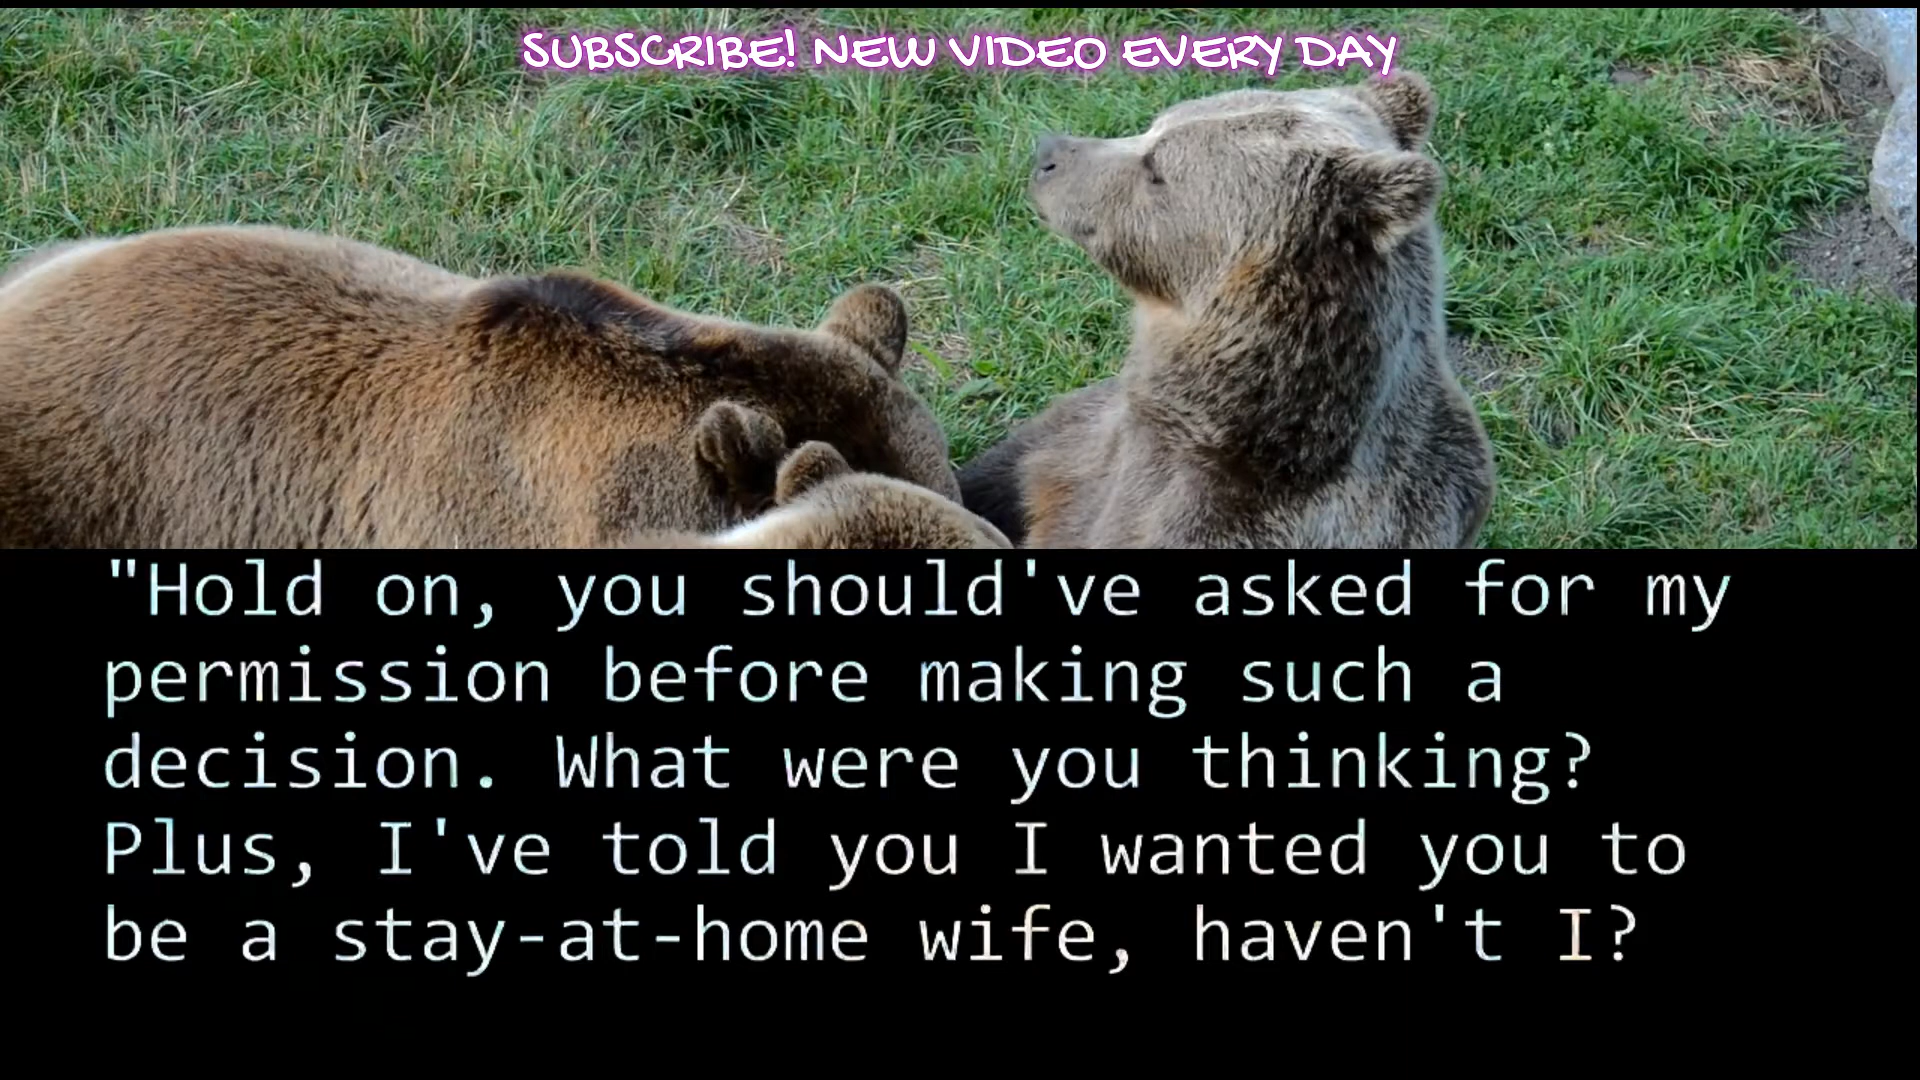 SUBSCRIBE! NEW VIDEO EVERY DAY
"Hold on, you should've asked for my
permission before making such a
decision. What were you thinking?
Plus, I've told you I wanted you to
be a stay-at-home wife, haven't I?